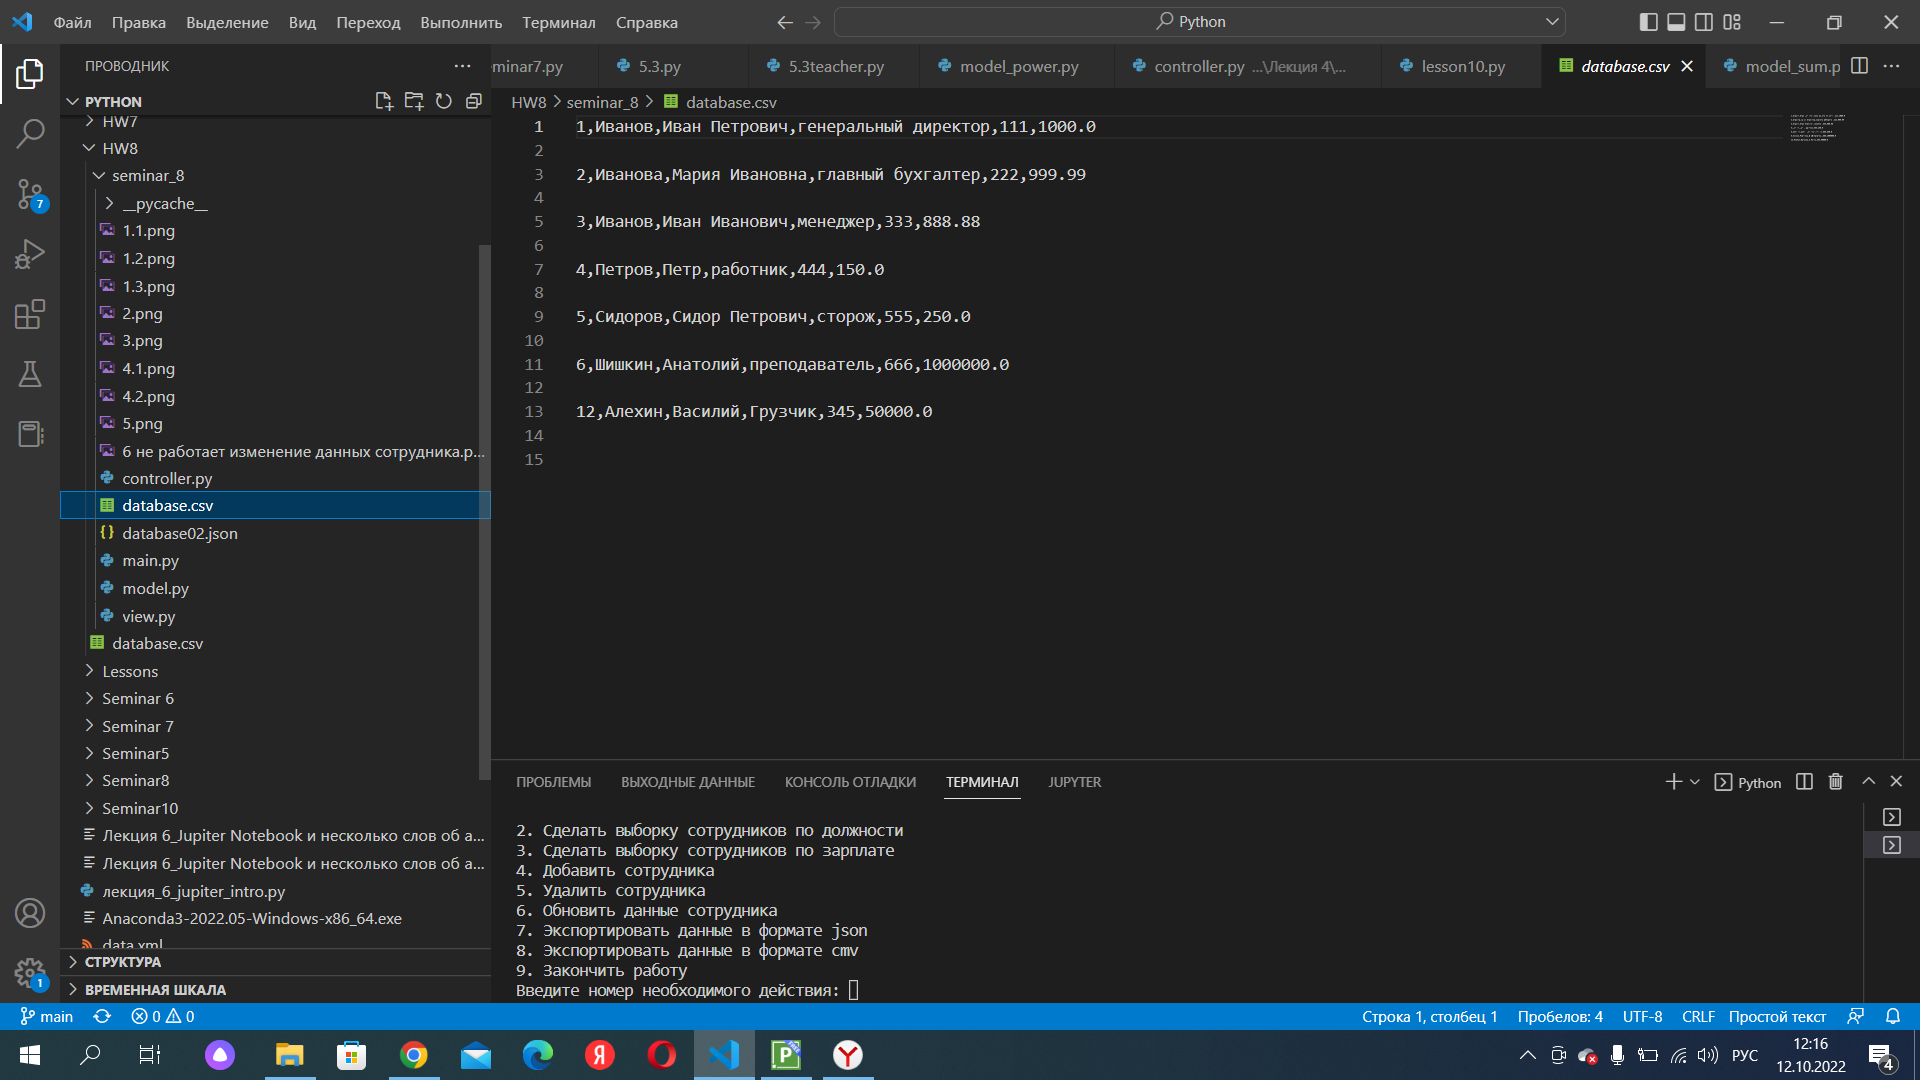 Файл Правка Выделение Вид Переход Выполнить Терминал Справка Python
ПРОВОДНИК
minar7.py 5.3.py 5.3teacher.py model_power.py controller.py ...\Лекция 4\... lesson10.py database.csv model_sum.p
PYTHON
HW8 seminar_8 database.csv
HW7
HW8
seminar_8
__pycache__
1.1.png
1.2.png
1.3.png
2.png
3.png
4.1.png
4.2.png
5.png
6 не работает изменение данных сотрудника.p...
controller.py
database.csv
database02.json
main.py
model.py
view.py
database.csv
Lessons
Seminar 6
Seminar 7
Seminar5
Seminar8
Seminar10
Лекция 6_Jupiter Notebook и несколько слов об а...
Лекция 6_Jupiter Notebook и несколько слов об а...
лекция_6_jupiter_intro.py
Anaconda3-2022.05-Windows-x86_64.exe
data.xml
СТРУКТУРА
ВРЕМЕННАЯ ШКАЛА
7
1
1 1,Иванов,Иван Петрович,генеральный директор,111,1000.0
2
3 2,Иванова,Мария Ивановна,главный бухгалтер,222,999.99
4
5 3,Иванов,Иван Иванович,менеджер,333,888.88
6
7 4,Петров,Петр,работник,444,150.0
8
9 5,Сидоров,Сидор Петрович,сторож,555,250.0
10
11 6,Шишкин,Анатолий,преподаватель,666,1000000.0
12
13 12,Алехин,Василий,Грузчик,345,50000.0
14
15
ПРОБЛЕМЫ ВЫХОДНЫЕ ДАННЫЕ КОНСОЛЬ ОТЛАДКИ ТЕРМИНАЛ JUPYTER Python
2. Сделать выборку сотрудников по должности
3. Сделать выборку сотрудников по зарплате
4. Добавить сотрудника
5. Удалить сотрудника
6. Обновить данные сотрудника
7. Экспортировать данные в формате json
8. Экспортировать данные в формате cmv
9. Закончить работу
Введите номер необходимого действия:
main 0 0 Строка 1, столбец 1 Пробелов: 4 UTF-8 CRLF Простой текст
РУС 12:16
12.10.2022
4